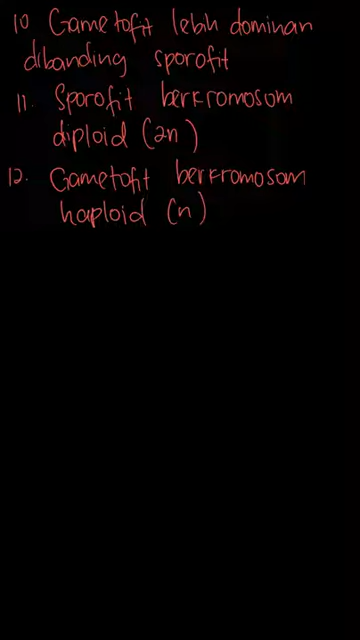 10 Gametofit lebih dominan
dibanding sporofit
11. Sporofit berkromosom
diploid (2n)
12. Gametofit berkromosom
haploid (n)